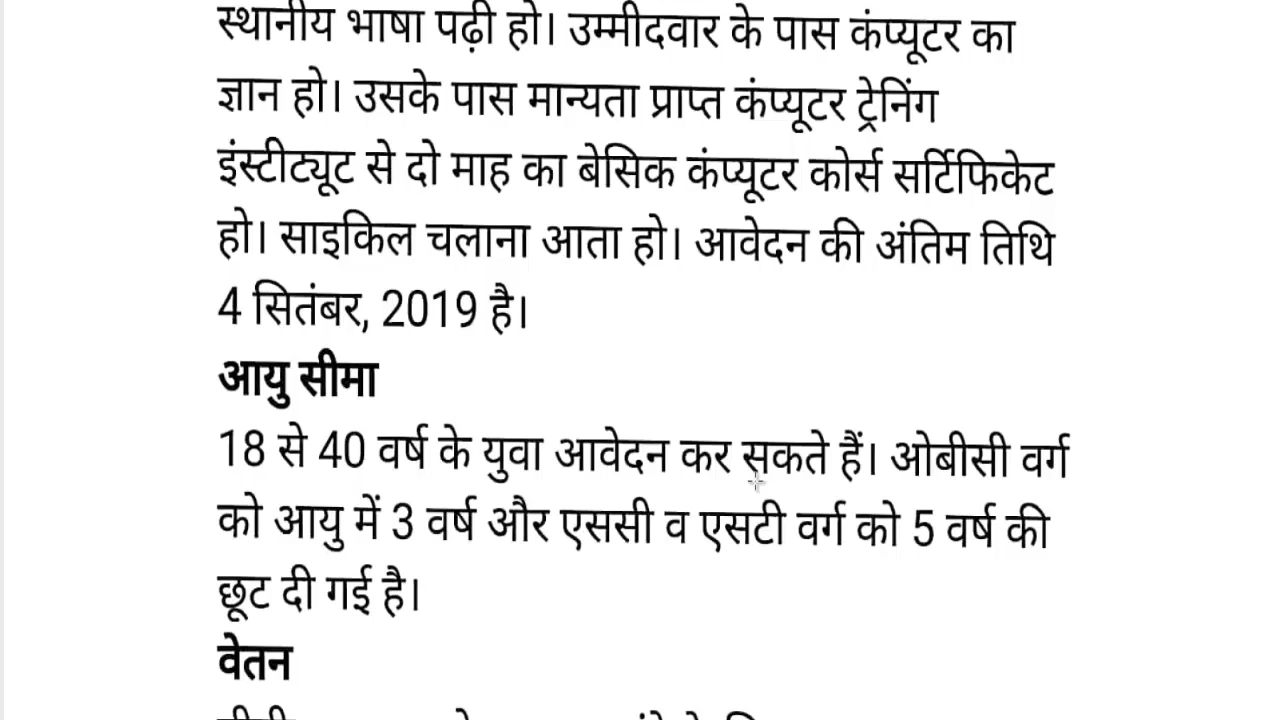 स्थानीय भाषा पढ़ी हो। उम्मीदवार के पास कंप्यूटर का
ज्ञान हो। उसके पास मान्यता प्राप्त कंप्यूटर ट्रेनिंग
इंस्टीट्यूट से दो माह का बेसिक कंप्यूटर कोर्स सर्टिफिकेट
हो। साइकिल चलाना आता हो। आवेदन की अंतिम तिथि
4 सितंबर, 2019 है।
आयु सीमा
18 से 40 वर्ष के युवा आवेदन कर सकते हैं। ओबीसी वर्ग
को आयु में 3 वर्ष और एससी व एसटी वर्ग को 5 वर्ष की
छूट दी गई है।
वेतन